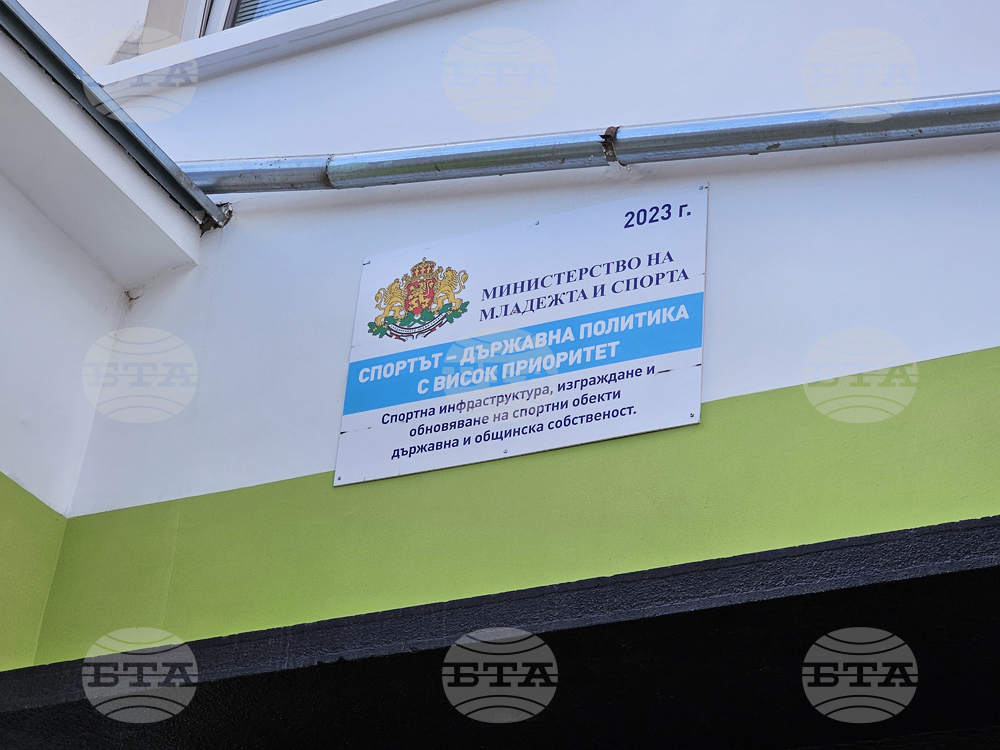 2023 г.
МИНИСТЕРСТВО НА
МЛАДЕЖТА И СПОРТА
СПОРТЪТ – ДЪРЖАВНА ПОЛИТИКА
С ВИСОК ПРИОРИТЕТ
Спортна инфраструктура, изграждане и
обновяване на спортни обекти
държавна и общинска собственост.
БТА
БТА
БТА
БТА
БТА
БТА
БТА
БТА
БТА